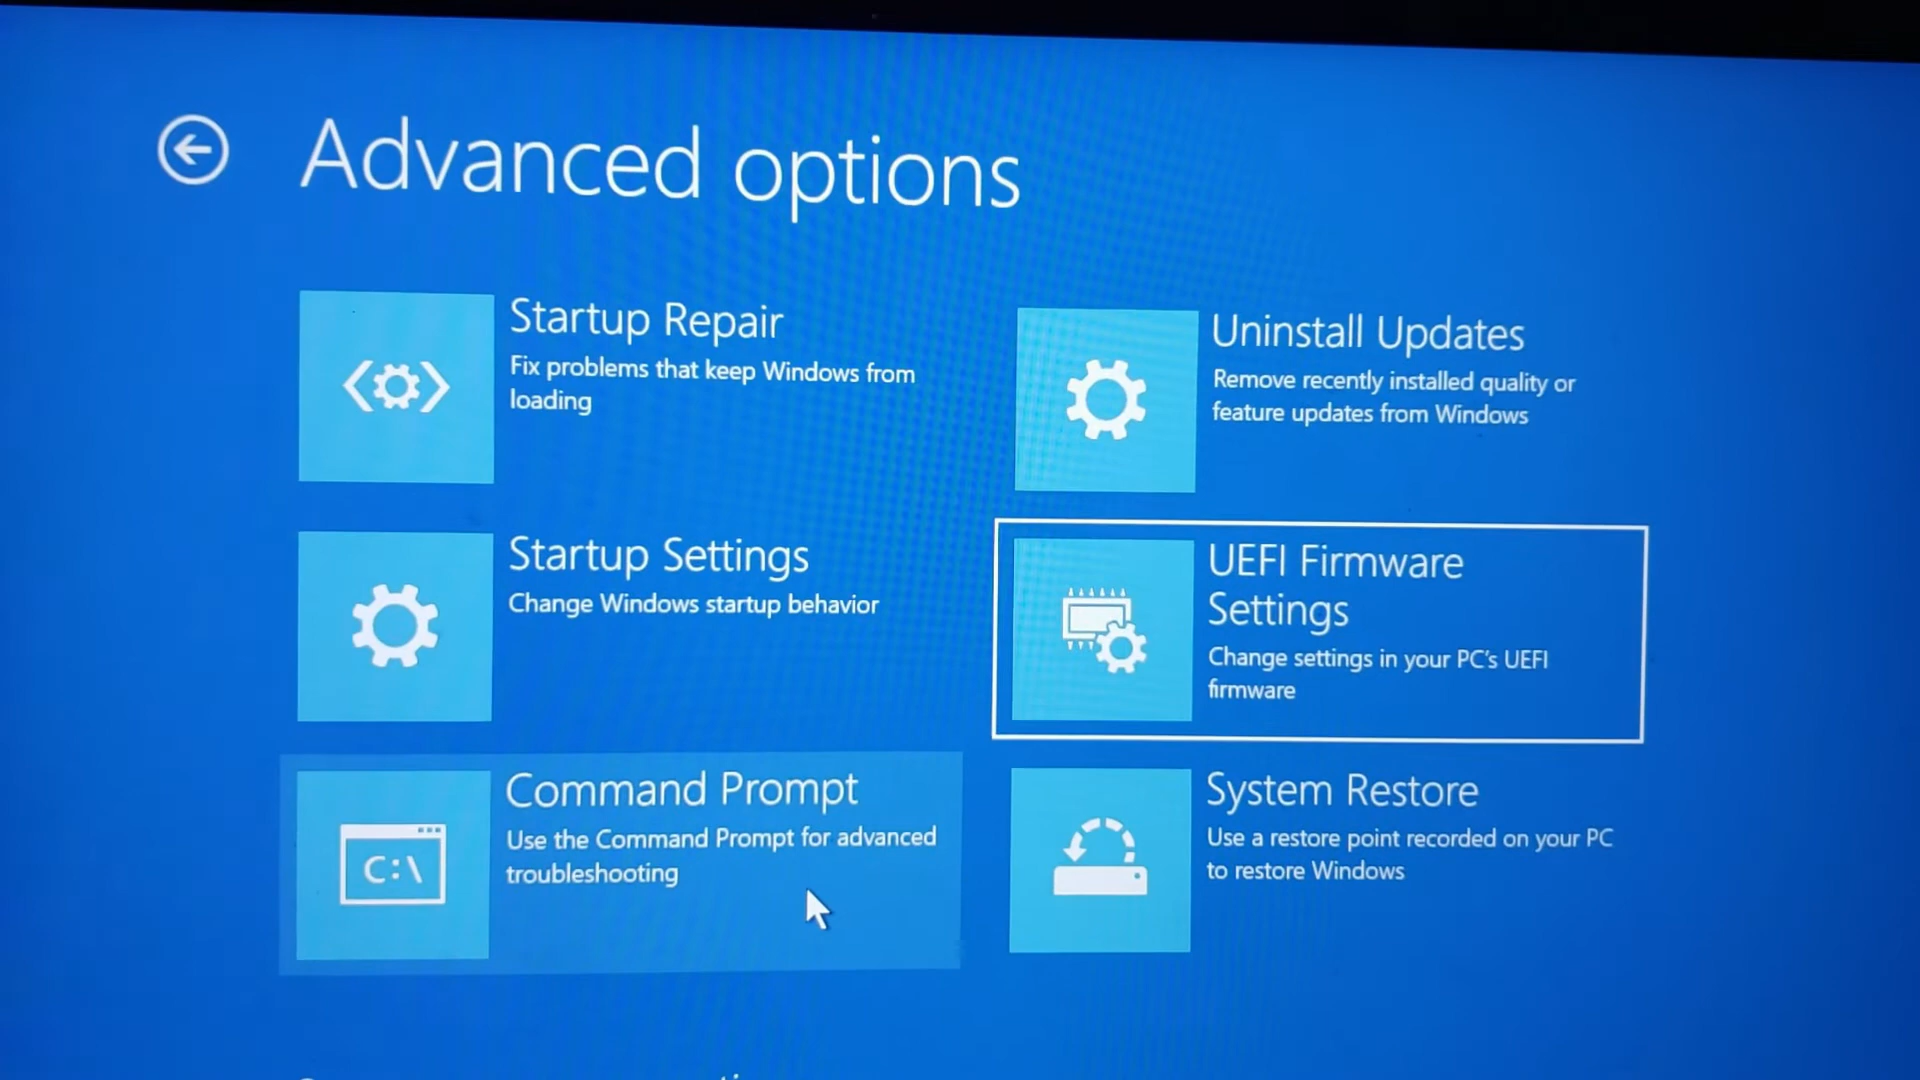 Advanced options
Startup Repair
Fix problems that keep Windows from
loading
Uninstall Updates
Remove recently installed quality or
feature updates from Windows
Startup Settings
Change Windows startup behavior
UEFI Firmware
Settings
Change settings in your PC's UEFI
firmware
C:\
Command Prompt
Use the Command Prompt for advanced
troubleshooting
System Restore
Use a restore point recorded on your PC
to restore Windows